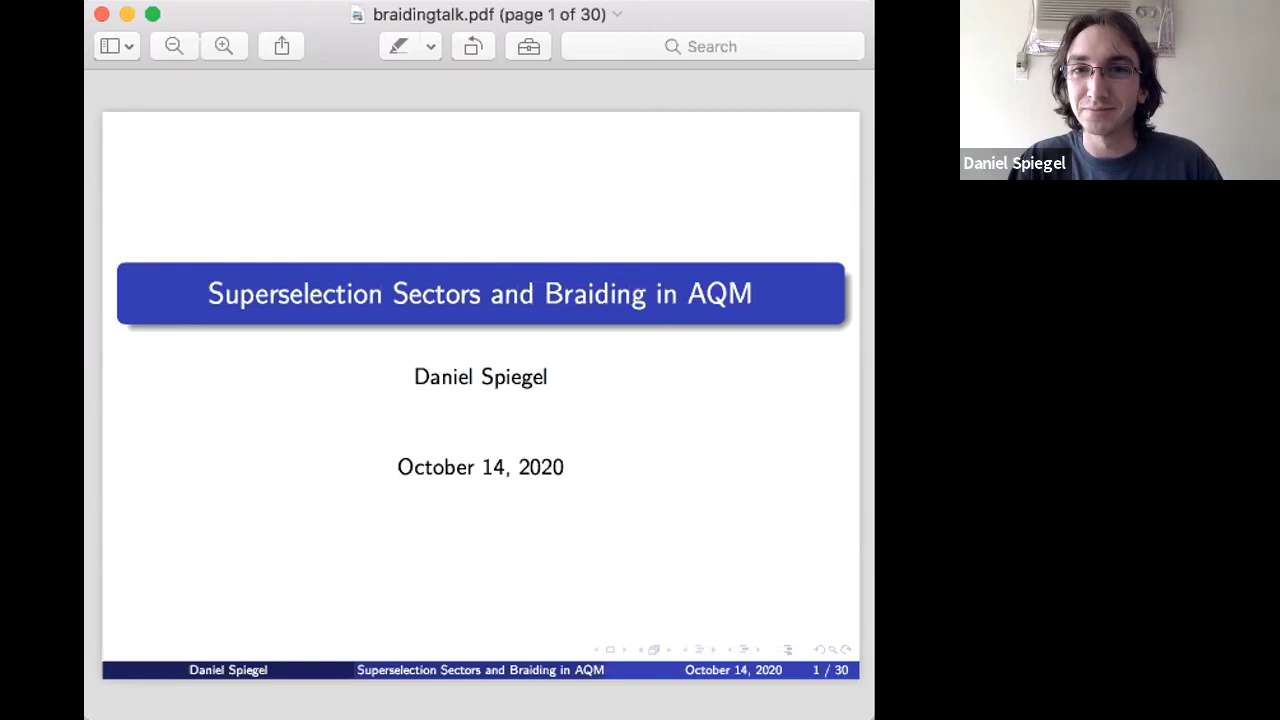 braidingtalk.pdf (page 1 of 30)
Search
Superselection Sectors and Braiding in AQM
Daniel Spiegel
October 14, 2020
Daniel Spiegel Superselection Sectors and Braiding in AQM October 14, 2020 1 / 30
Daniel Spiegel